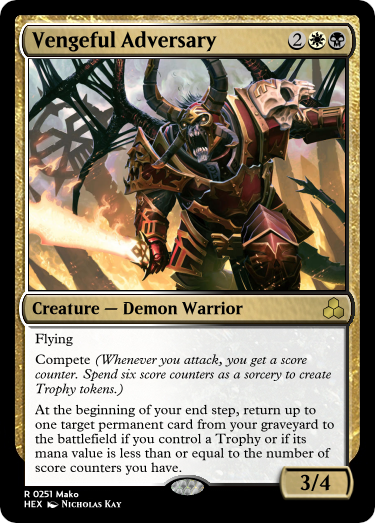 Vengeful Adversary 2
Creature — Demon Warrior
Flying
Compete (Whenever you attack, you get a score
counter. Spend six score counters as a sorcery to create
Trophy tokens.)
At the beginning of your end step, return up to
one target permanent card from your graveyard to
the battlefield if you control a Trophy or if its
mana value is less than or equal to the number of
score counters you have.
3/4
R 0251 Mako
HEX Nicholas Kay